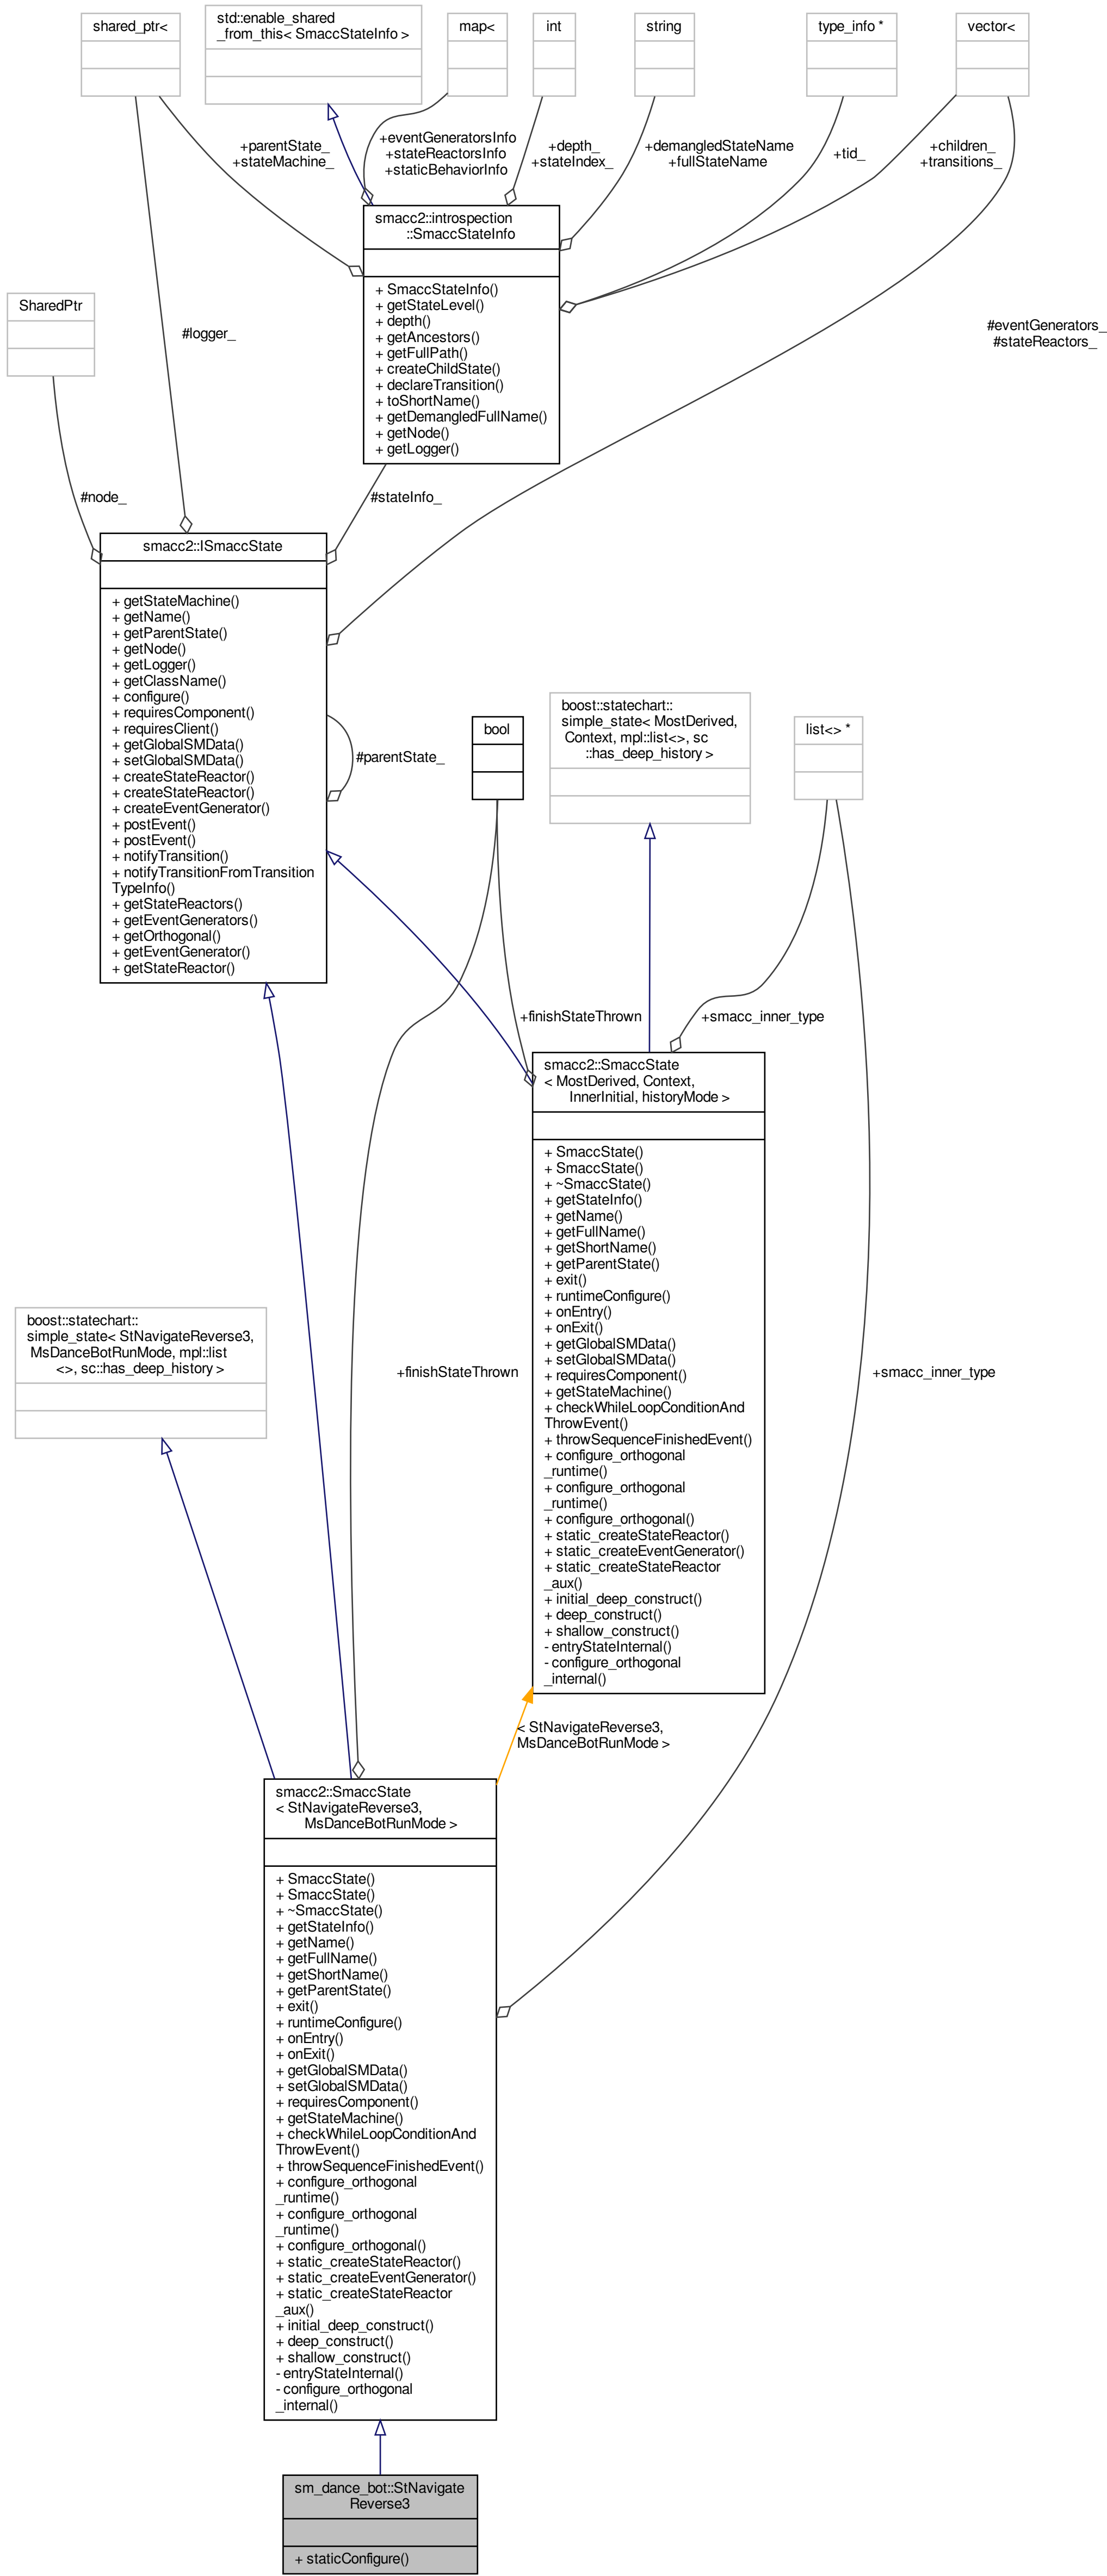 shared_ptr<
std::enable_shared
_from_this< SmaccStateInfo >
map<
int
string
type_info *
vector<
+parentState_
+stateMachine_
+eventGeneratorsInfo
+stateReactorsInfo
+staticBehaviorInfo
+depth_
+stateIndex_
+demangledStateName
+fullStateName
+tid_
+children_
+transitions_
smacc2::introspection
::SmaccStateInfo
+ SmaccStateInfo()
+ getStateLevel()
+ depth()
+ getAncestors()
+ getFullPath()
+ createChildState()
+ declareTransition()
+ toShortName()
+ getDemangledFullName()
+ getNode()
+ getLogger()
SharedPtr
#logger_
#eventGenerators_
#stateReactors_
#node_
#stateInfo_
smacc2::ISmaccState
+ getStateMachine()
+ getName()
+ getParentState()
+ getNode()
+ getLogger()
+ getClassName()
+ configure()
+ requiresComponent()
+ requiresClient()
+ getGlobalSMData()
+ setGlobalSMData()
+ createStateReactor()
+ createStateReactor()
+ createEventGenerator()
+ postEvent()
+ postEvent()
+ notifyTransition()
+ notifyTransitionFromTransition
TypeInfo()
+ getStateReactors()
+ getEventGenerators()
+ getOrthogonal()
+ getEventGenerator()
+ getStateReactor()
#parentState_
bool
boost::statechart::
simple_state< MostDerived,
Context, mpl::list<>, sc
::has_deep_history >
list<> *
+finishStateThrown
+smacc_inner_type
smacc2::SmaccState
< MostDerived, Context,
InnerInitial, historyMode >
+ SmaccState()
+ SmaccState()
+ ~SmaccState()
+ getStateInfo()
+ getName()
+ getFullName()
+ getShortName()
+ getParentState()
+ exit()
+ runtimeConfigure()
+ onEntry()
+ onExit()
+ getGlobalSMData()
+ setGlobalSMData()
+ requiresComponent()
+ getStateMachine()
+ checkWhileLoopConditionAnd
ThrowEvent()
+ throwSequenceFinishedEvent()
+ configure_orthogonal
_runtime()
+ configure_orthogonal
_runtime()
+ configure_orthogonal()
+ static_createStateReactor()
+ static_createEventGenerator()
+ static_createStateReactor
_aux()
+ initial_deep_construct()
+ deep_construct()
+ shallow_construct()
- entryStateInternal()
- configure_orthogonal
_internal()
boost::statechart::
simple_state< StNavigateReverse3,
MsDanceBotRunMode, mpl::list
<>, sc::has_deep_history >
+finishStateThrown
+smacc_inner_type
< StNavigateReverse3,
MsDanceBotRunMode >
smacc2::SmaccState
< StNavigateReverse3,
MsDanceBotRunMode >
+ SmaccState()
+ SmaccState()
+ ~SmaccState()
+ getStateInfo()
+ getName()
+ getFullName()
+ getShortName()
+ getParentState()
+ exit()
+ runtimeConfigure()
+ onEntry()
+ onExit()
+ getGlobalSMData()
+ setGlobalSMData()
+ requiresComponent()
+ getStateMachine()
+ checkWhileLoopConditionAnd
ThrowEvent()
+ throwSequenceFinishedEvent()
+ configure_orthogonal
_runtime()
+ configure_orthogonal
_runtime()
+ configure_orthogonal()
+ static_createStateReactor()
+ static_createEventGenerator()
+ static_createStateReactor
_aux()
+ initial_deep_construct()
+ deep_construct()
+ shallow_construct()
- entryStateInternal()
- configure_orthogonal
_internal()
sm_dance_bot::StNavigate
Reverse3
+ staticConfigure()